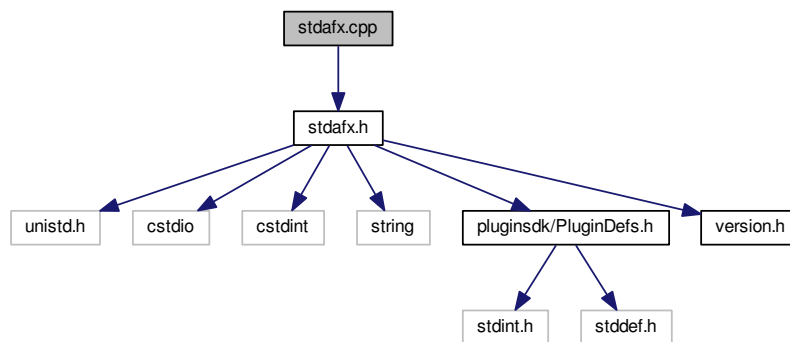 stdafx.cpp
stdafx.h
unistd.h
cstdio
cstdint
string
pluginsdk/PluginDefs.h
version.h
stdint.h
stddef.h